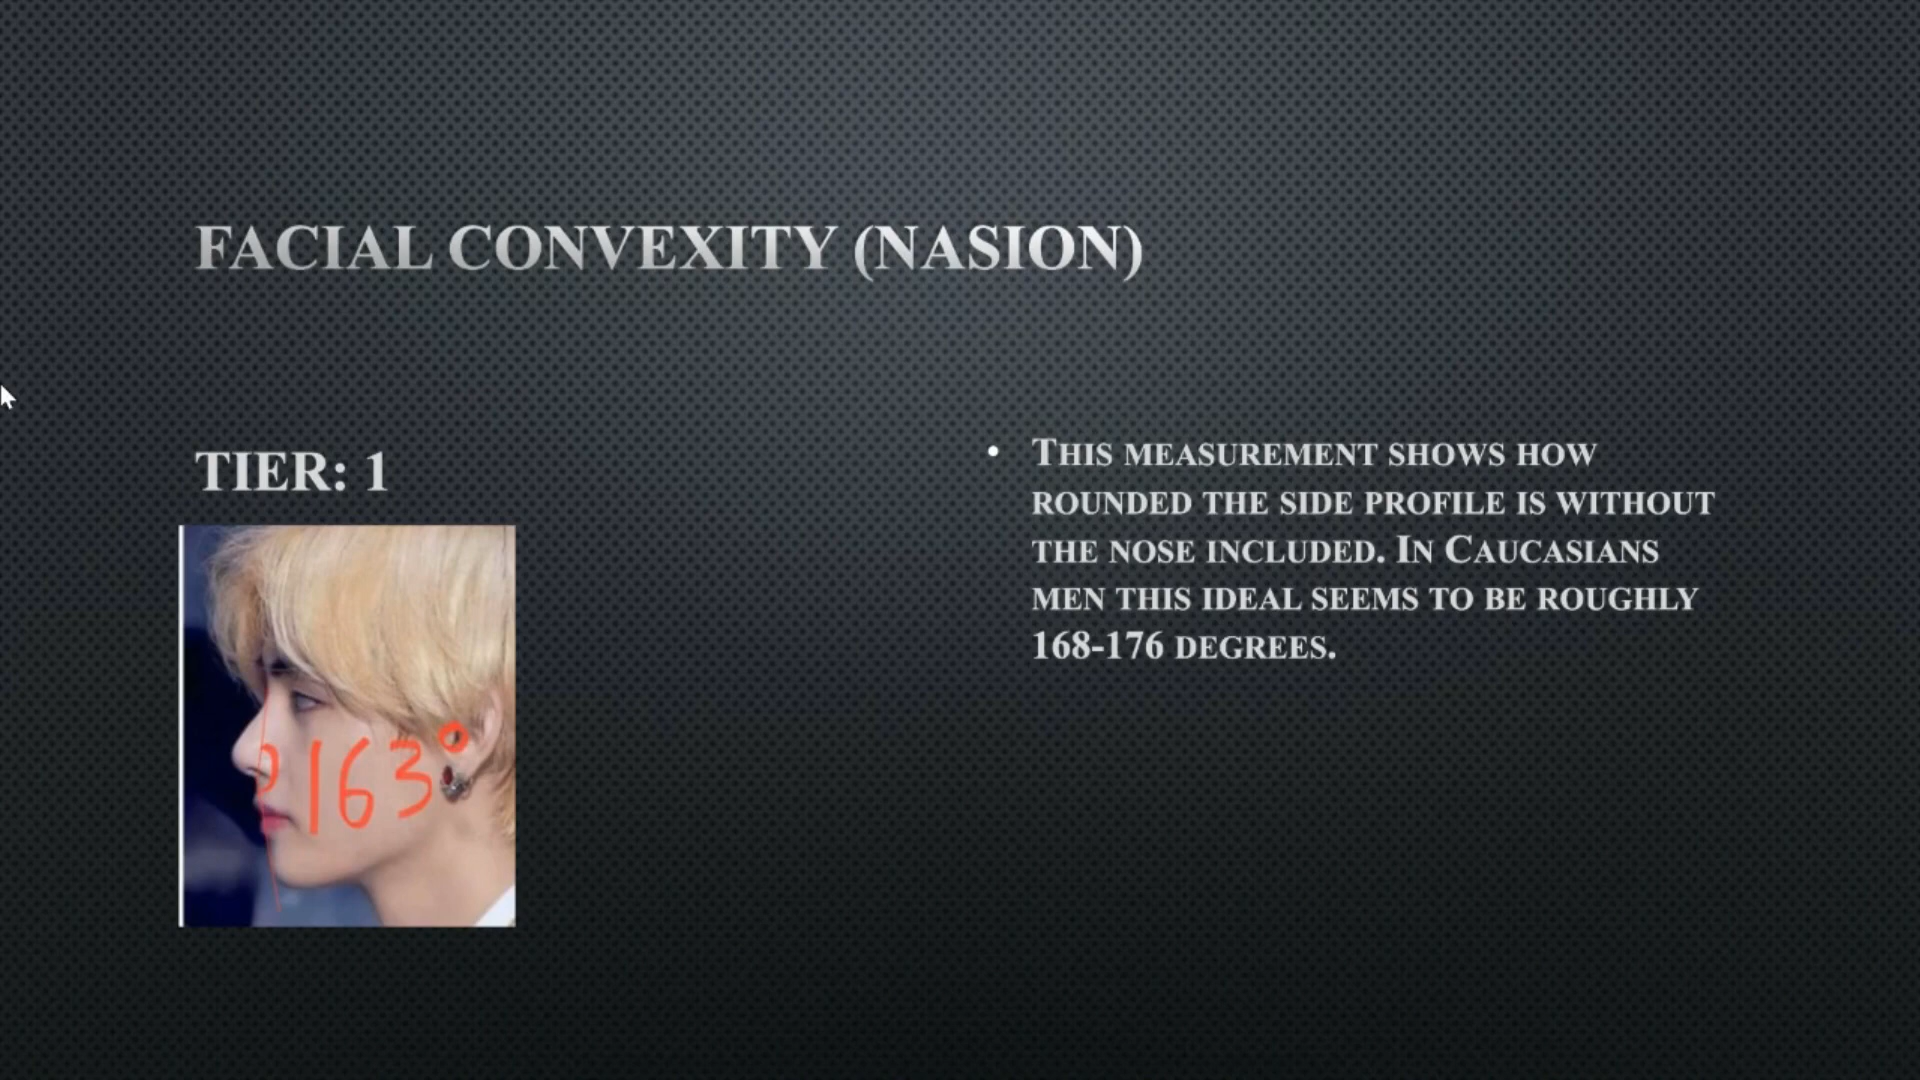 FACIAL CONVEXITY (NASION)
TIER: 1
163°
• THIS MEASUREMENT SHOWS HOW
ROUNDED THE SIDE PROFILE IS WITHOUT
THE NOSE INCLUDED. IN CAUCASIANS
MEN THIS IDEAL SEEMS TO BE ROUGHLY
168-176 DEGREES.